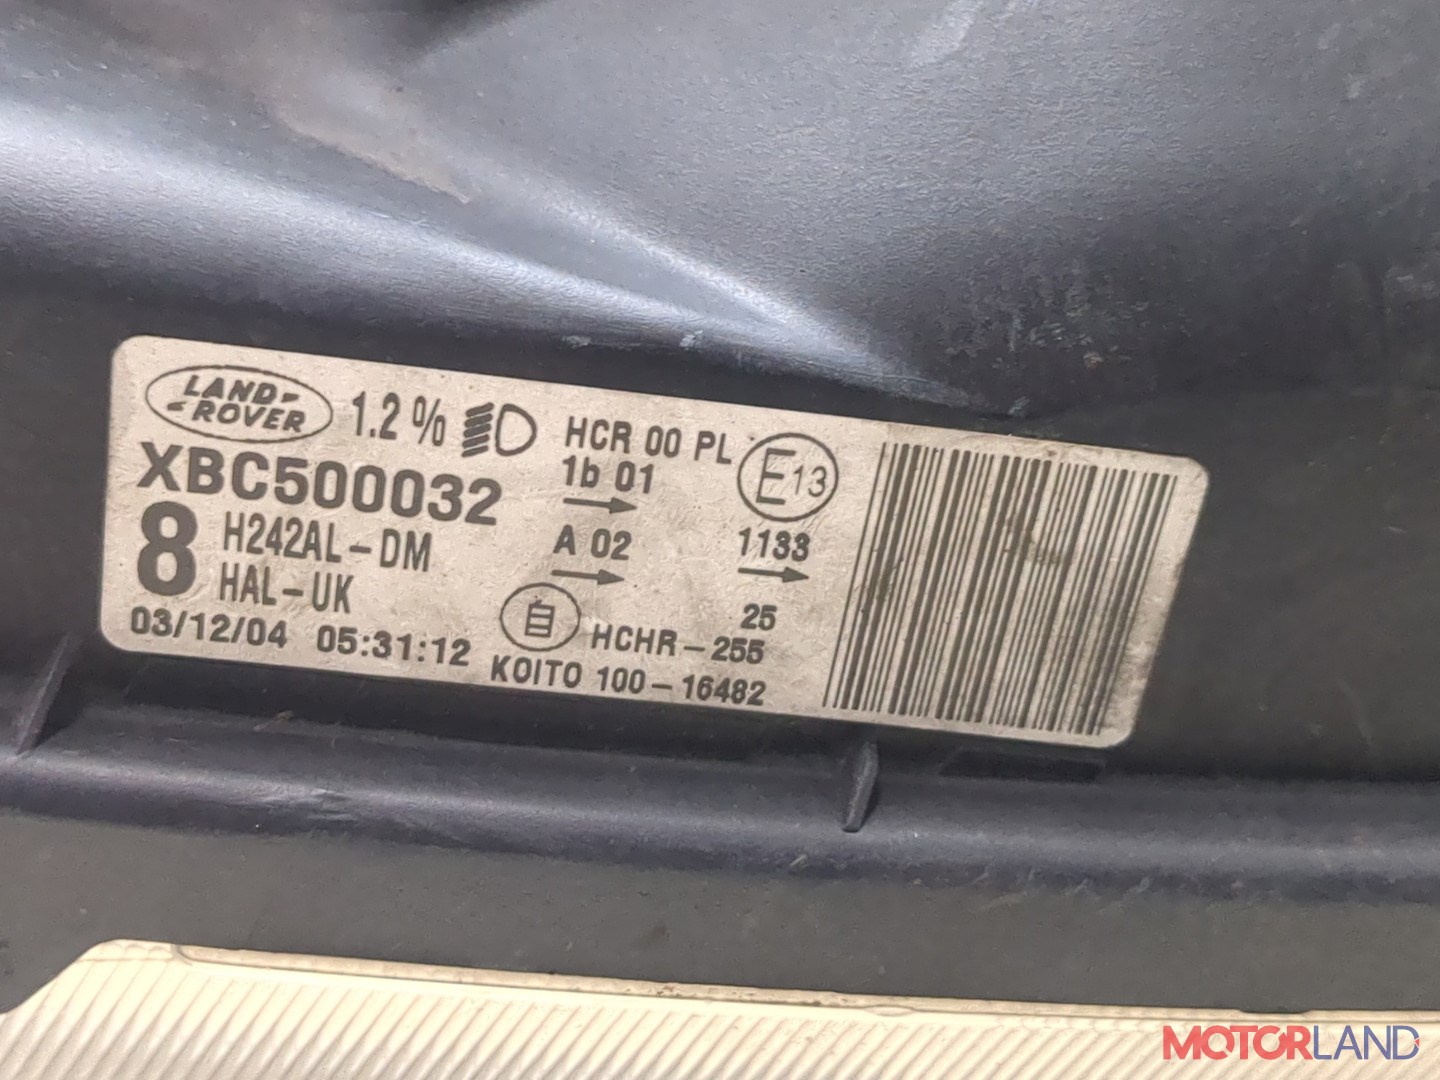 LAND-
ROVER
1.2%
HCR 00 PL
E13
XBC500032
1b 01
8
H242AL-DM
A 02
1133
HAL-UK
25
03/12/04 05:31:12
自
HCHR-255
KOITO 100-16482
MOTORLAND